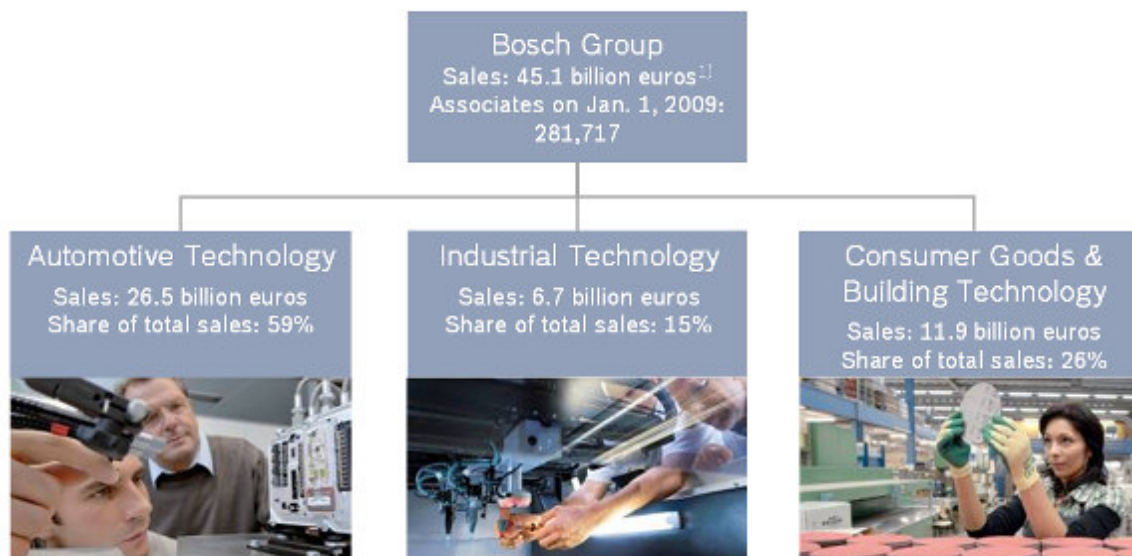 Bosch Group
Sales: 45.1 billion euros¹⁾
Associates on Jan. 1, 2009:
281,717
Automotive Technology
Sales: 26.5 billion euros
Share of total sales: 59%
Industrial Technology
Sales: 6.7 billion euros
Share of total sales: 15%
Consumer Goods &
Building Technology
Sales: 11.9 billion euros
Share of total sales: 26%